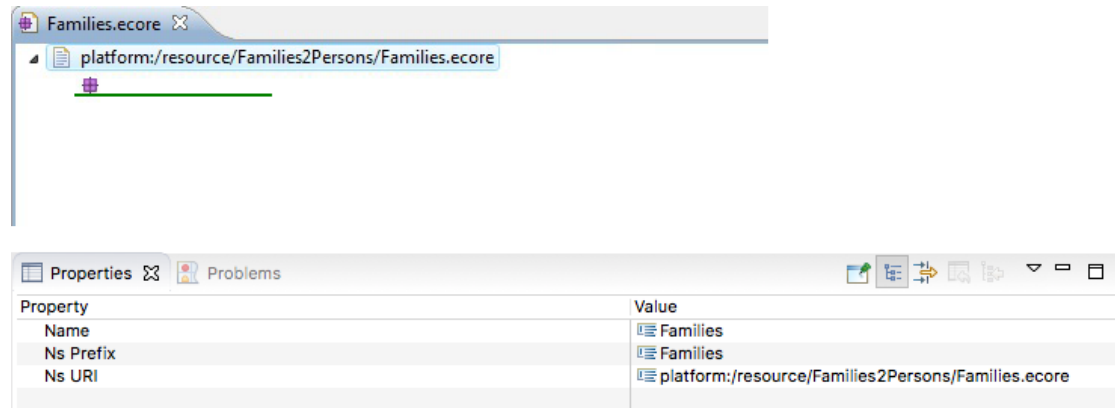 Families.ecore
platform:/resource/Families2Persons/Families.ecore
Properties Problems
Property Value
Name Families
Ns Prefix Families
Ns URI platform:/resource/Families2Persons/Families.ecore